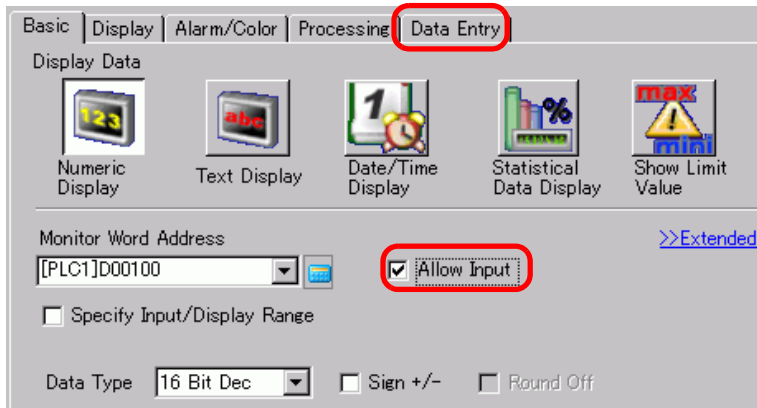 Basic Display Alarm/Color Processing Data Entry
Display Data
123 abc 1 % max mini
Numeric Display Text Display Date/Time Display Statistical Data Display Show Limit Value
Monitor Word Address >>Extended
[PLC1]D00100 Allow Input
Specify Input/Display Range
Data Type 16 Bit Dec Sign +/- Round Off